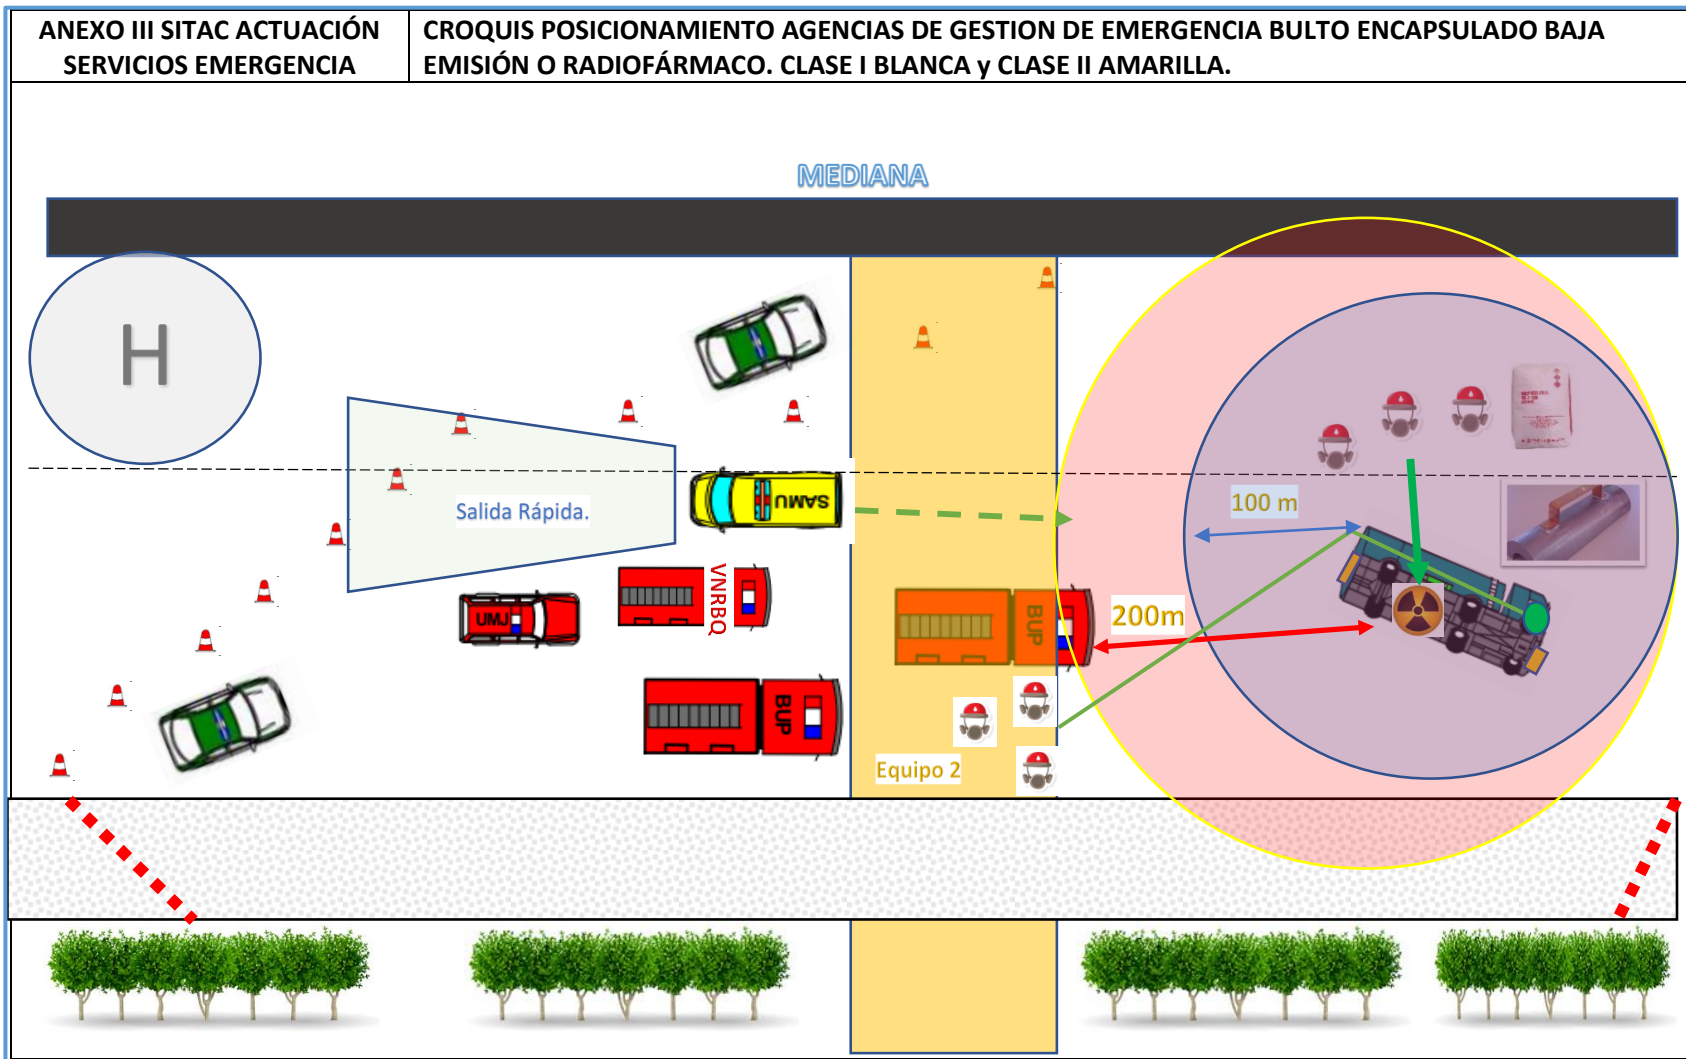 ANEXO III SITAC ACTUACIÓN
SERVICIOS EMERGENCIA
CROQUIS POSICIONAMIENTO AGENCIAS DE GESTION DE EMERGENCIA BULTO ENCAPSULADO BAJA
EMISIÓN O RADIOFÁRMACO. CLASE I BLANCA y CLASE II AMARILLA.
MEDIANA
H
Salida Rápida.
SAMU
100 m
UMJ
VNRBQ
BUP
200m
BUP
Equipo 2